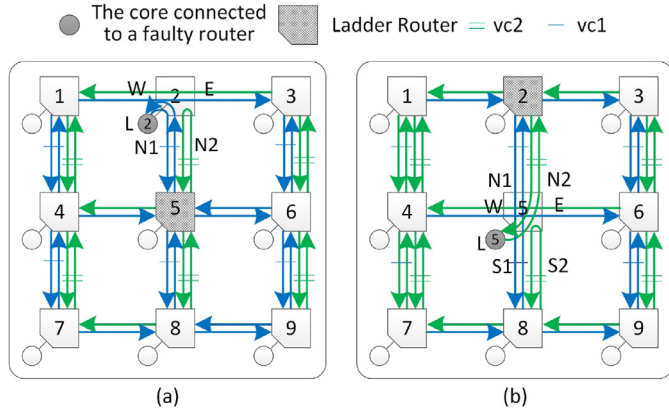 The core connected
to a faulty router
Ladder Router
vc2
vc1
1
W
2
E
3
L
2
N1
N2
4
5
6
7
8
9
(a)
1
2
3
N1
N2
4
W
5
E
6
L
5
S1
S2
7
8
9
(b)